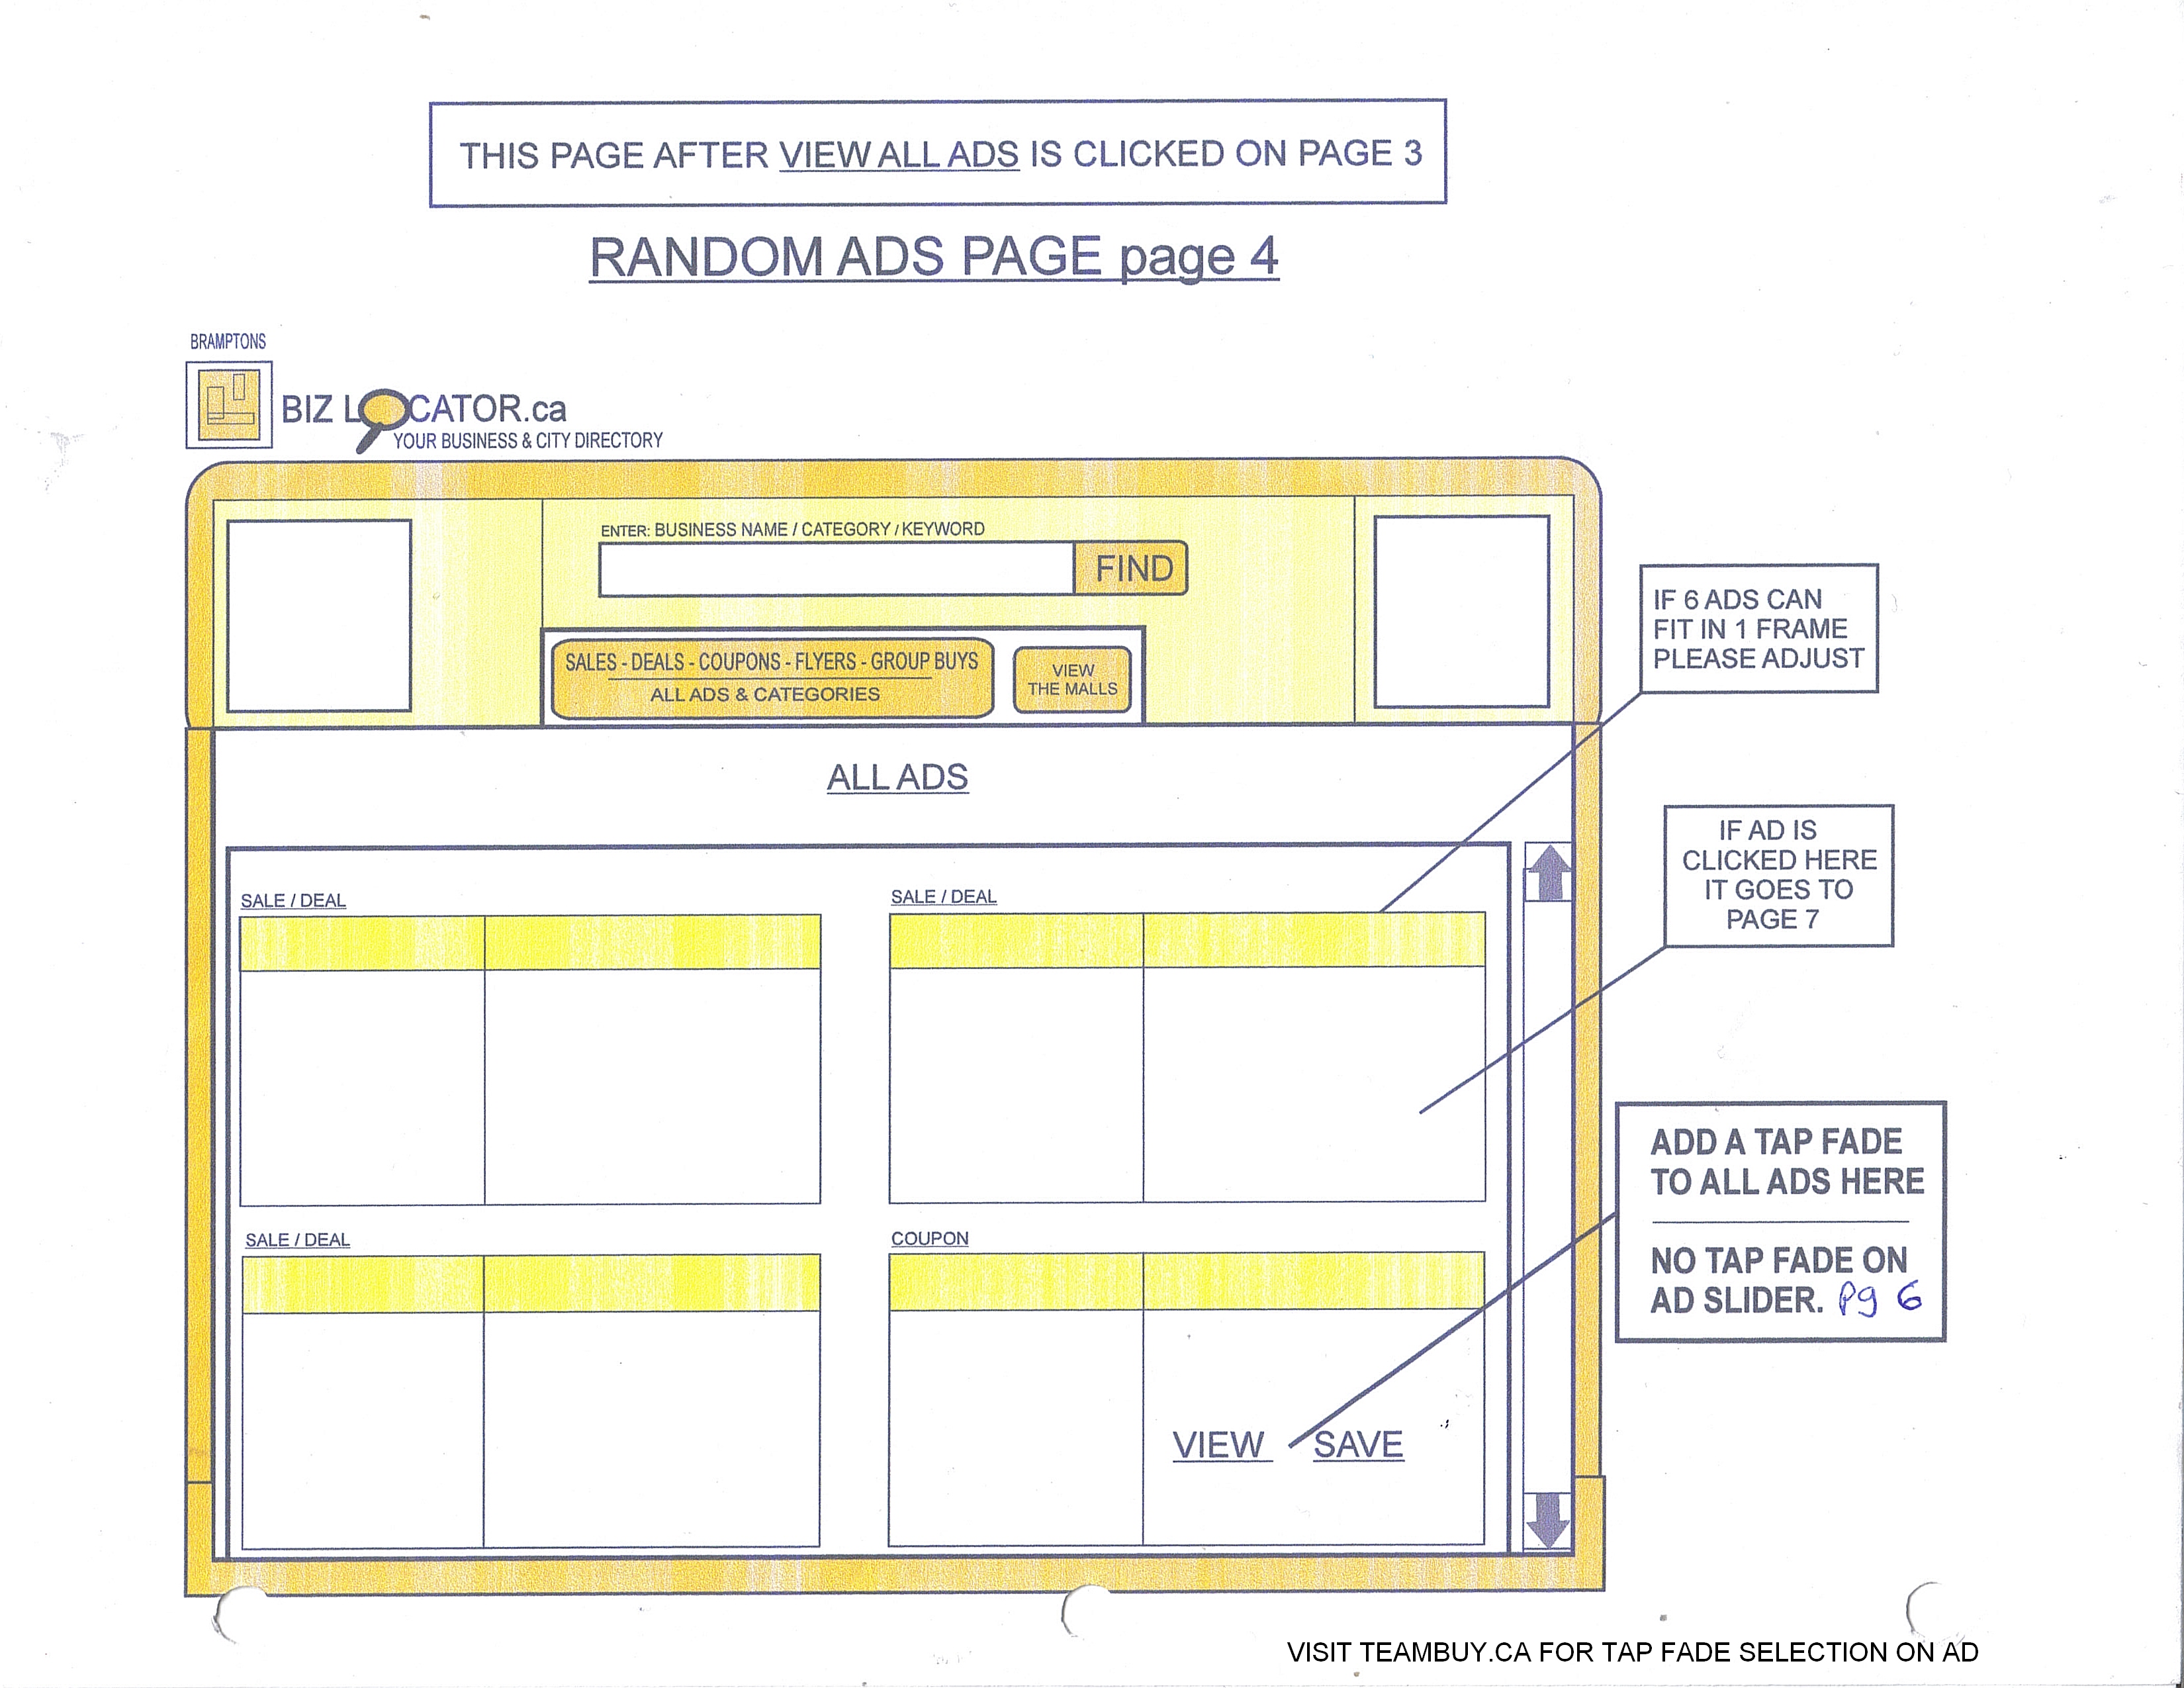 THIS PAGE AFTER VIEW ALL ADS IS CLICKED ON PAGE 3
RANDOM ADS PAGE page 4
BRAMPTONS
BIZ LOCATOR.ca
YOUR BUSINESS & CITY DIRECTORY
ENTER: BUSINESS NAME / CATEGORY / KEYWORD
FIND
SALES - DEALS - COUPONS - FLYERS - GROUP BUYS
ALL ADS & CATEGORIES
VIEW
THE MALLS
IF 6 ADS CAN
FIT IN 1 FRAME
PLEASE ADJUST
ALL ADS
IF AD IS
CLICKED HERE
IT GOES TO
PAGE 7
SALE / DEAL
SALE / DEAL
ADD A TAP FADE
TO ALL ADS HERE
NO TAP FADE ON
AD SLIDER. Pg 6
SALE / DEAL
COUPON
VIEW SAVE
VISIT TEAMBUY.CA FOR TAP FADE SELECTION ON AD